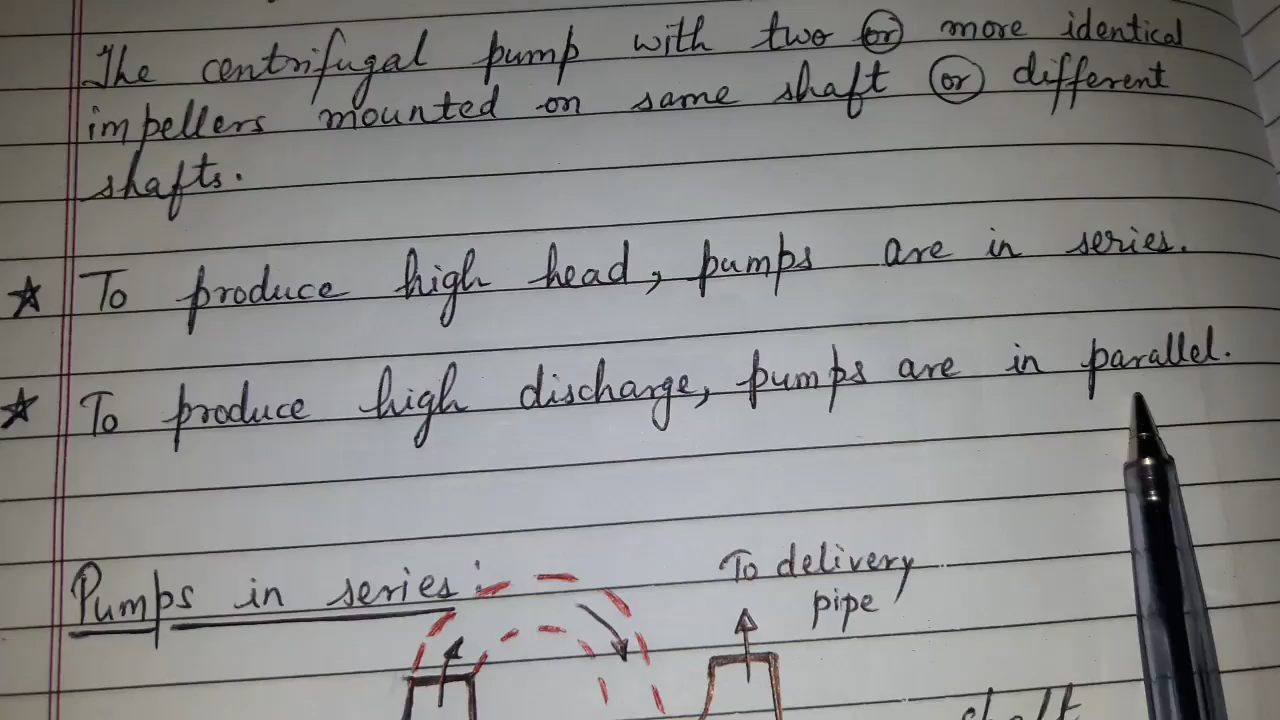 The centrifugal pump with two or more identical
impellers mounted on same shaft or different
shafts.
★ To produce high head, pumps are in series.
★ To produce high discharge, pumps are in parallel.
Pumps in series :-
To delivery
pipe
shaft